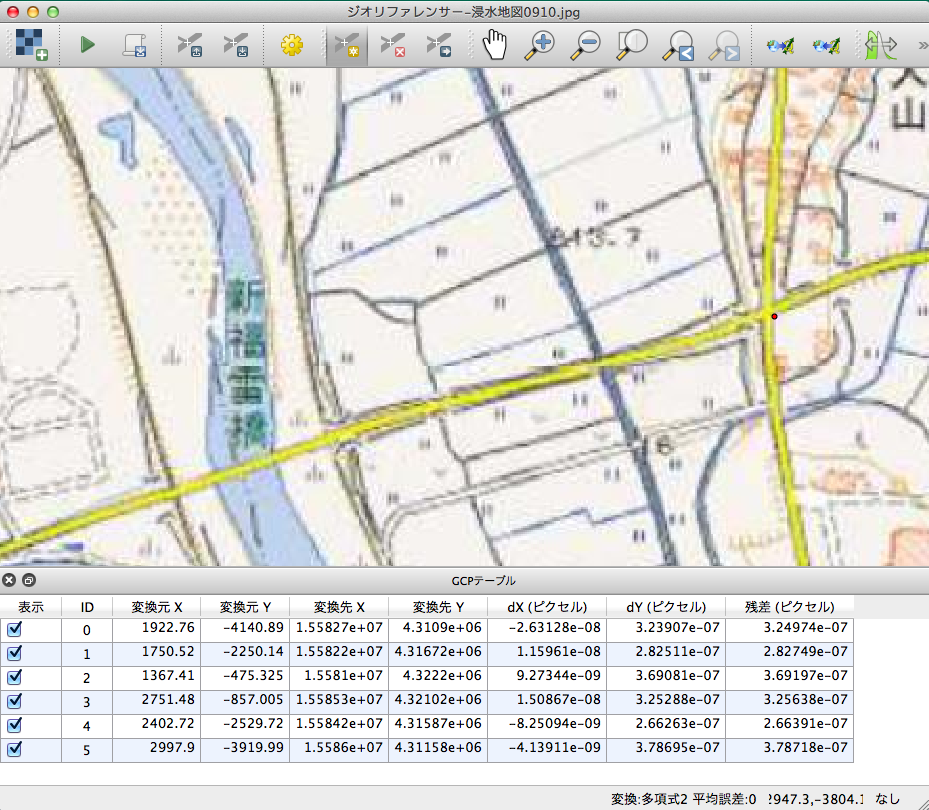 ジオリファレンサー-浸水地図0910.jpg
»
山
新
16
GCPテーブル
表示 ID 変換元 X 変換元 Y 変換先 X 変換先 Y dX (ピクセル) dY (ピクセル) 残差 (ピクセル)
0 1922.76 -4140.89 1.55827e+07 4.3109e+06 -2.63128e-08 3.23907e-07 3.24974e-07
1 1750.52 -2250.14 1.55822e+07 4.31672e+06 1.15961e-08 2.82511e-07 2.82749e-07
2 1367.41 -475.325 1.5581e+07 4.3222e+06 9.27344e-09 3.69081e-07 3.69197e-07
3 2751.48 -857.005 1.55853e+07 4.32102e+06 1.50867e-08 3.25288e-07 3.25638e-07
4 2402.72 -2529.72 1.55842e+07 4.31587e+06 -8.25094e-09 2.66263e-07 2.66391e-07
5 2997.9 -3919.99 1.5586e+07 4.31158e+06 -4.13911e-09 3.78695e-07 3.78718e-07
変換:多項式2 平均誤差:0 2947.3,-3804.1 なし